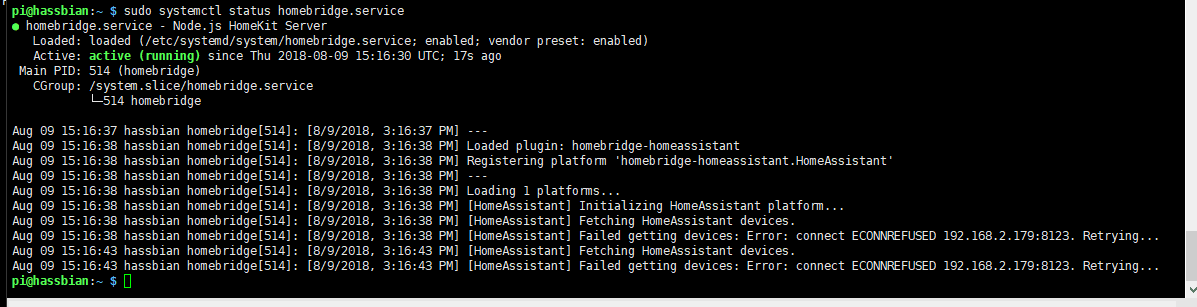 pi@hassbian:~ $ sudo systemctl status homebridge.service
● homebridge.service - Node.js HomeKit Server
   Loaded: loaded (/etc/systemd/system/homebridge.service; enabled; vendor preset: enabled)
   Active: active (running) since Thu 2018-08-09 15:16:30 UTC; 17s ago
 Main PID: 514 (homebridge)
   CGroup: /system.slice/homebridge.service
           └─514 homebridge

Aug 09 15:16:37 hassbian homebridge[514]: [8/9/2018, 3:16:37 PM] ---
Aug 09 15:16:38 hassbian homebridge[514]: [8/9/2018, 3:16:38 PM] Loaded plugin: homebridge-homeassistant
Aug 09 15:16:38 hassbian homebridge[514]: [8/9/2018, 3:16:38 PM] Registering platform 'homebridge-homeassistant.HomeAssistant'
Aug 09 15:16:38 hassbian homebridge[514]: [8/9/2018, 3:16:38 PM] ---
Aug 09 15:16:38 hassbian homebridge[514]: [8/9/2018, 3:16:38 PM] Loading 1 platforms...
Aug 09 15:16:38 hassbian homebridge[514]: [8/9/2018, 3:16:38 PM] [HomeAssistant] Initializing HomeAssistant platform...
Aug 09 15:16:38 hassbian homebridge[514]: [8/9/2018, 3:16:38 PM] [HomeAssistant] Fetching HomeAssistant devices.
Aug 09 15:16:38 hassbian homebridge[514]: [8/9/2018, 3:16:38 PM] [HomeAssistant] Failed getting devices: Error: connect ECONNREFUSED 192.168.2.179:8123. Retrying...
Aug 09 15:16:43 hassbian homebridge[514]: [8/9/2018, 3:16:43 PM] [HomeAssistant] Fetching HomeAssistant devices.
Aug 09 15:16:43 hassbian homebridge[514]: [8/9/2018, 3:16:43 PM] [HomeAssistant] Failed getting devices: Error: connect ECONNREFUSED 192.168.2.179:8123. Retrying...
pi@hassbian:~ $